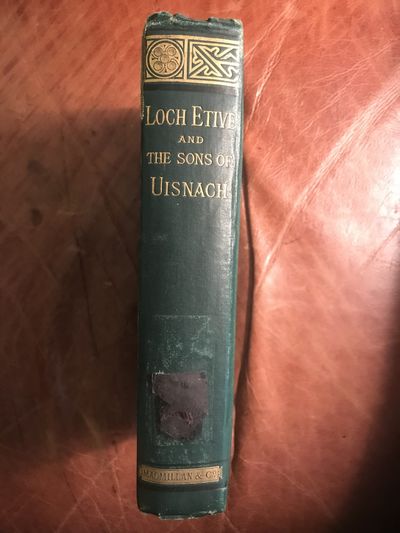 LOCH ETIVE
AND
THE SONS OF
UISNACH
MACMILLAN & Co.